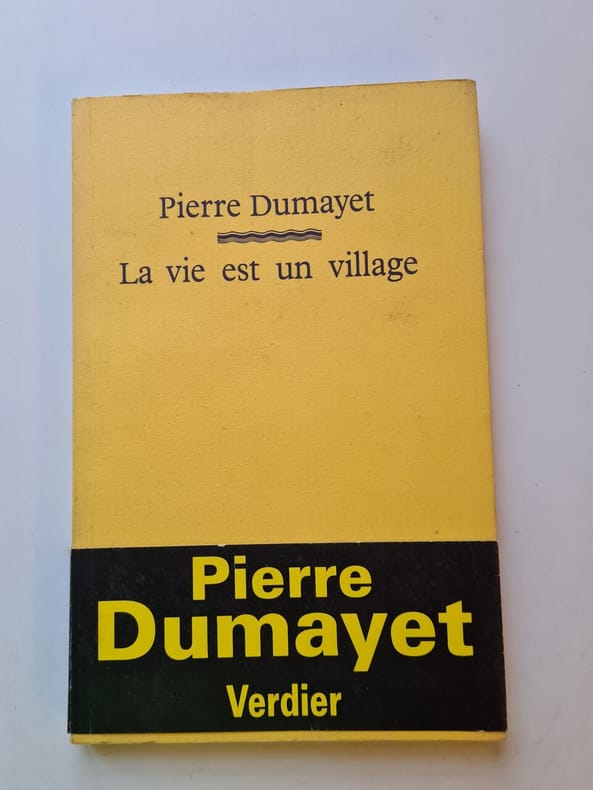 Pierre Dumayet
La vie est un village
Pierre
Dumayet
Verdier